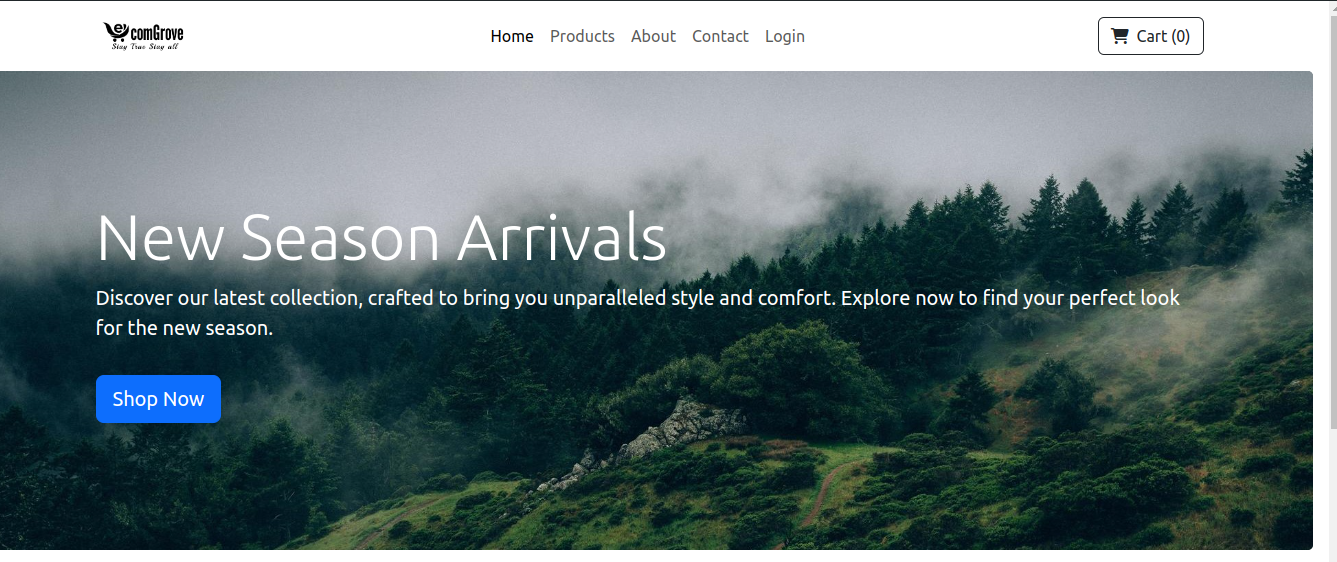 ecomGrove
Stay True Stay all
Home Products About Contact Login
Cart (0)
New Season Arrivals
Discover our latest collection, crafted to bring you unparalleled style and comfort. Explore now to find your perfect look
for the new season.
Shop Now